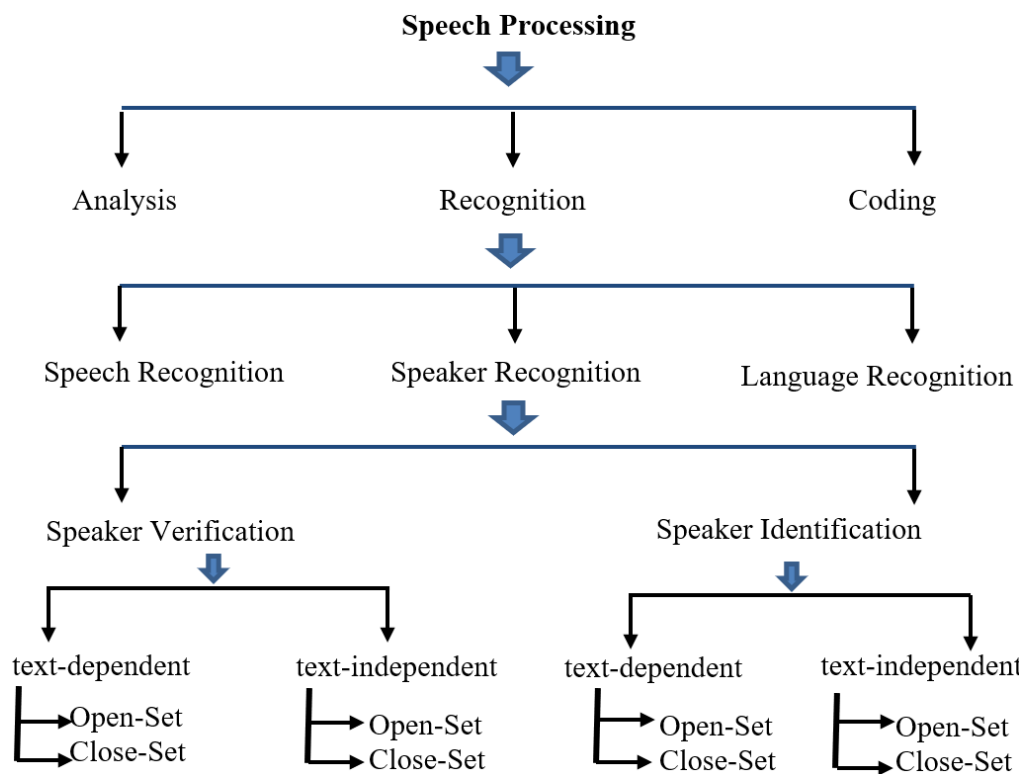 Speech Processing
Analysis
Recognition
Coding
Speech Recognition
Speaker Recognition
Language Recognition
Speaker Verification
Speaker Identification
text-dependent
text-independent
text-dependent
text-independent
Open-Set
Close-Set
Open-Set
Close-Set
Open-Set
Close-Set
Open-Set
Close-Set